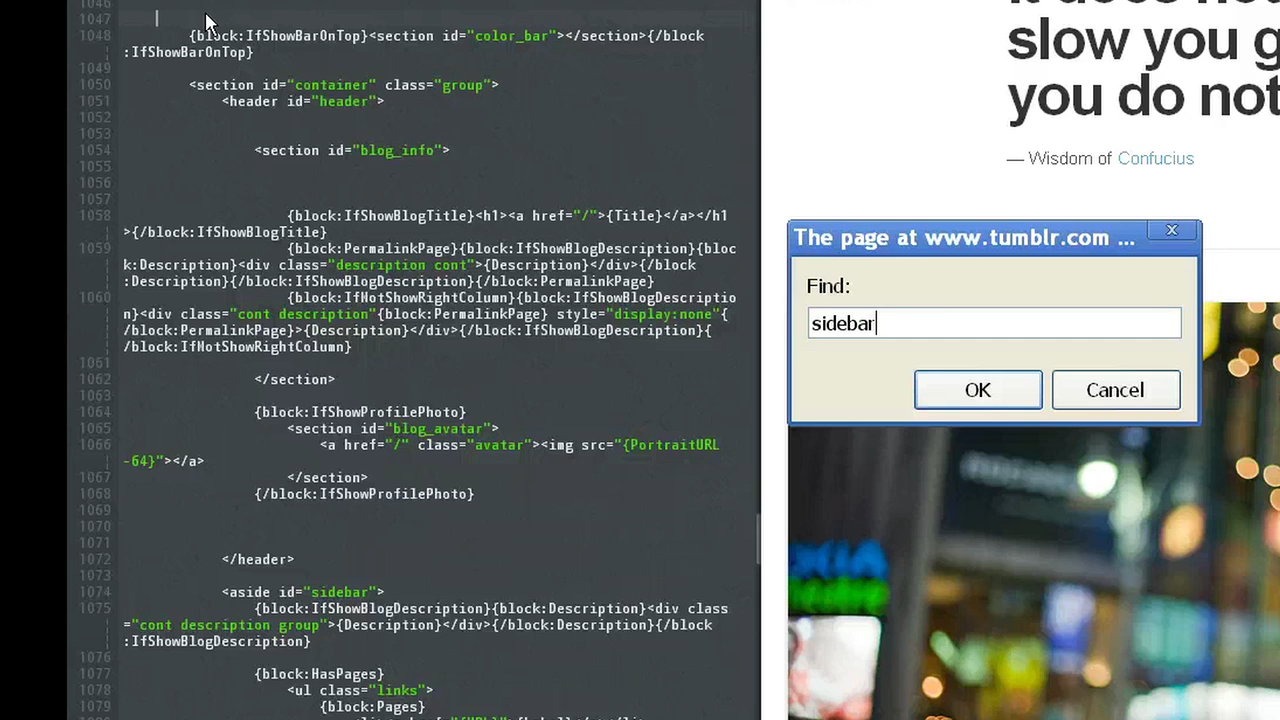 1046
1047
1048 {block:IfShowBarOnTop}<section id="color_bar"></section>{/block
:IfShowBarOnTop}
1049
1050 <section id="container" class="group">
1051 <header id="header">
1052
1053
1054 <section id="blog_info">
1055
1056
1057
1058 {block:IfShowBlogTitle}<h1><a href="/">{Title}</a></h1
>{/block:IfShowBlogTitle}
1059 {block:PermalinkPage}{block:IfShowBlogDescription}{bloc
k:Description}<div class="description cont">{Description}</div>{/block
:Description}{/block:IfShowBlogDescription}{/block:PermalinkPage}
1060 {block:IfNotShowRightColumn}{block:IfShowBlogDescriptio
n}<div class="cont description"{block:PermalinkPage} style="display:none"{
/block:PermalinkPage}>{Description}</div>{/block:IfShowBlogDescription}{
/block:IfNotShowRightColumn}
1061
1062 </section>
1063
1064 {block:IfShowProfilePhoto}
1065 <section id="blog_avatar">
1066 <a href="/" class="avatar"><img src="{PortraitURL
-64}"></a>
1067 </section>
1068 {/block:IfShowProfilePhoto}
1069
1070
1071
1072 </header>
1073
1074 <aside id="sidebar">
1075 {block:IfShowBlogDescription}{block:Description}<div class
="cont description group">{Description}</div>{/block:Description}{/block
:IfShowBlogDescription}
1076
1077 {block:HasPages}
1078 <ul class="links">
1079 {block:Pages}
slow you g
you do not
— Wisdom of Confucius
The page at www.tumblr.com ...
Find:
sidebar
OK
Cancel